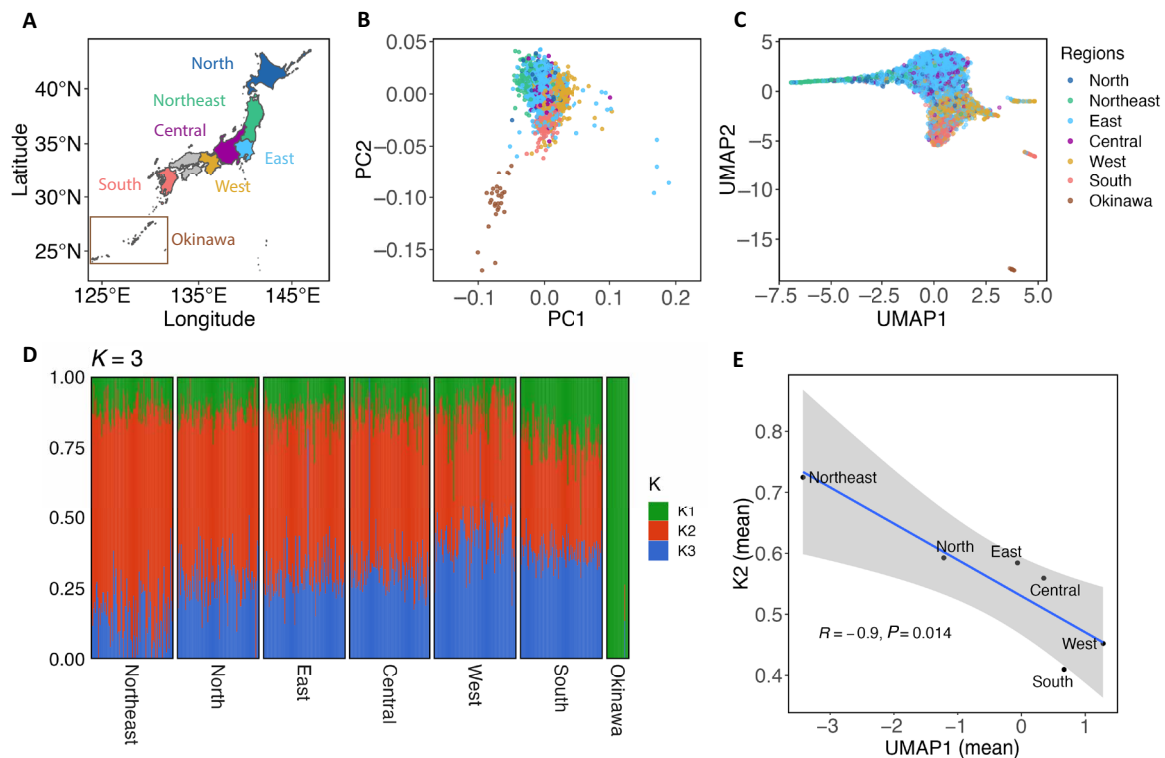 A
40°N
35°N
30°N
25°N
Latitude
125°E
135°E
145°E
Longitude
North
Northeast
Central
East
South
West
Okinawa
B
0.05
0.00
−0.05
−0.10
−0.15
PC2
−0.1
0.0
0.1
0.2
PC1
C
5
0
−5
−10
−15
UMAP2
−7.5
−5.0
−2.5
0.0
2.5
5.0
UMAP1
Regions
North
Northeast
East
Central
West
South
Okinawa
D
K = 3
1.00
0.75
0.50
0.25
0.00
Northeast
North
East
Central
West
South
Okinawa
K
K1
K2
K3
E
0.8
0.7
0.6
0.5
0.4
K2 (mean)
Northeast
North
East
Central
West
South
R = −0.9, P = 0.014
−3
−2
−1
0
1
UMAP1 (mean)